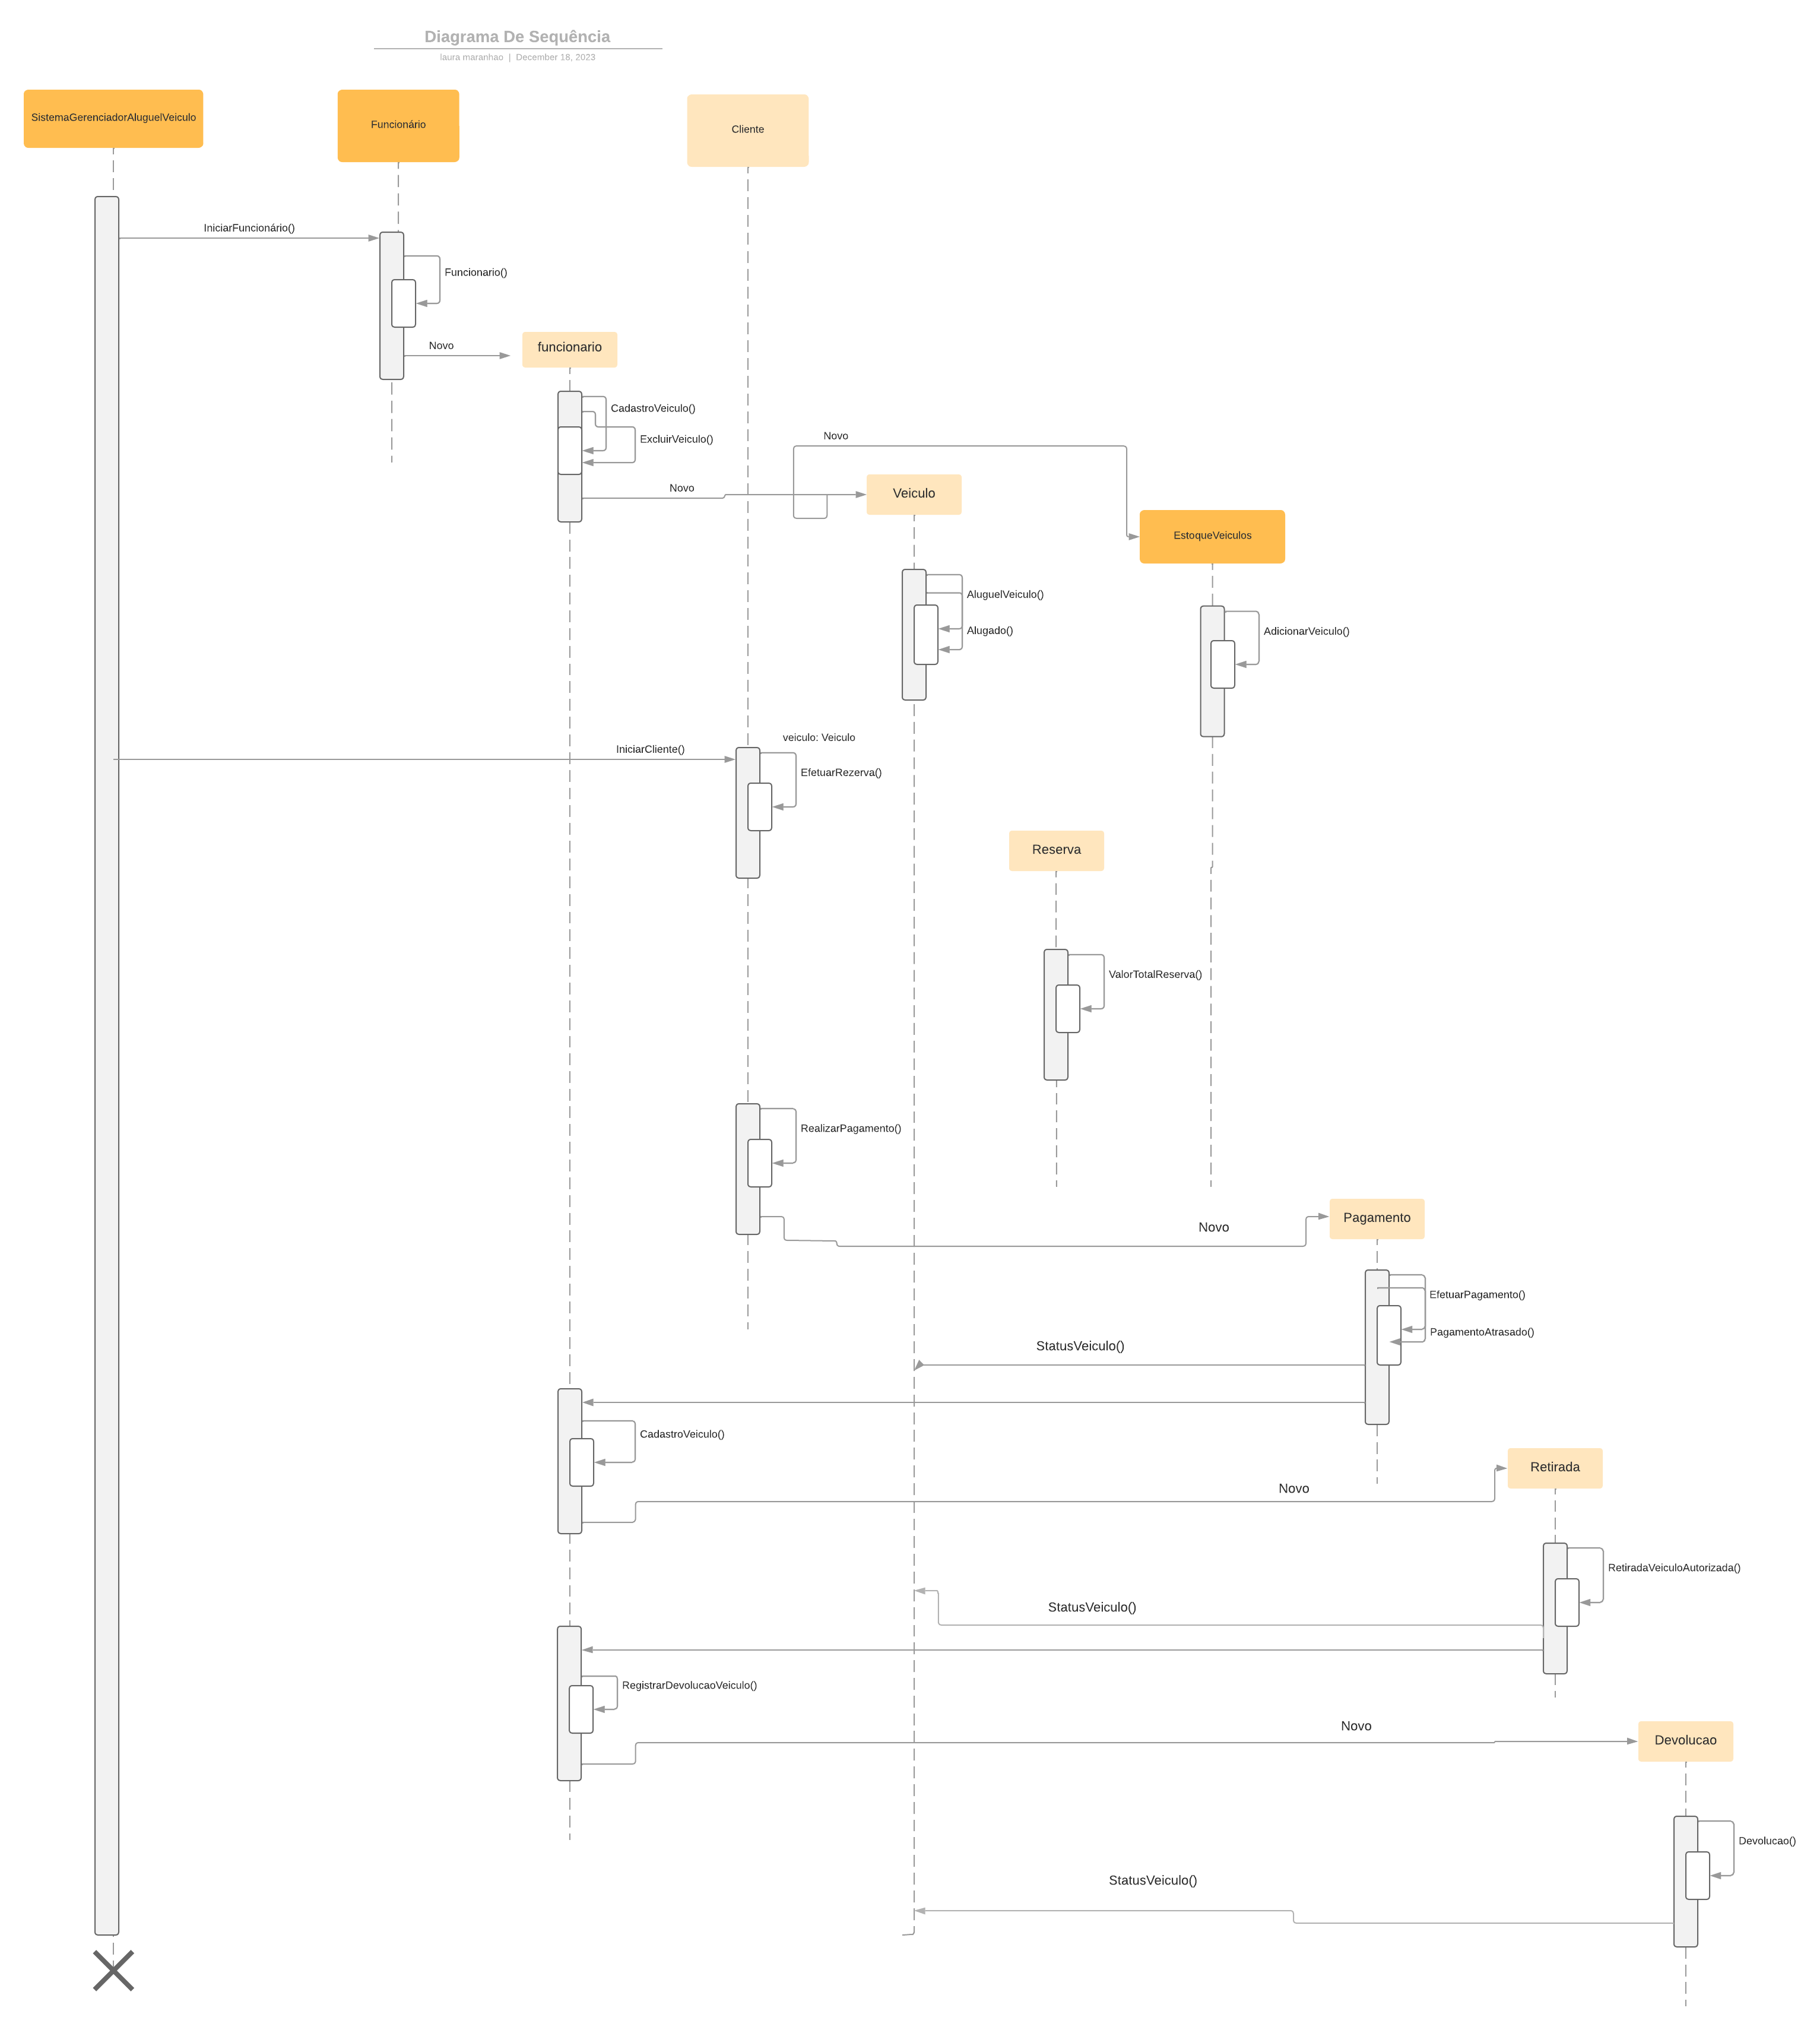 Diagrama De Sequência
laura maranhao | December 18, 2023
SistemaGerenciadorAluguelVeiculo
Funcionário
Cliente
IniciarFuncionário()
Funcionario()
Novo
funcionario
CadastroVeiculo()
ExcluirVeiculo()
Novo
Novo
Veiculo
EstoqueVeiculos
AluguelVeiculo()
Alugado()
AdicionarVeiculo()
veiculo: Veiculo
IniciarCliente()
EfetuarRezerva()
Reserva
ValorTotalReserva()
RealizarPagamento()
Novo
Pagamento
EfetuarPagamento()
PagamentoAtrasado()
StatusVeiculo()
CadastroVeiculo()
Retirada
Novo
RetiradaVeiculoAutorizada()
StatusVeiculo()
RegistrarDevolucaoVeiculo()
Novo
Devolucao
Devolucao()
StatusVeiculo()